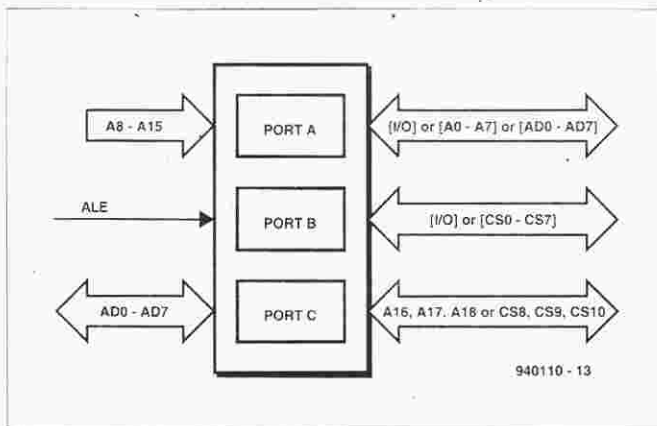 A8 - A15
PORT A
[I/O] or [A0 - A7] or [AD0 - AD7]
ALE
PORT B
[I/O] or [CS0 - CS7]
AD0 - AD7
PORT C
A16, A17. A18 or CS8, CS9, CS10
940110 - 13